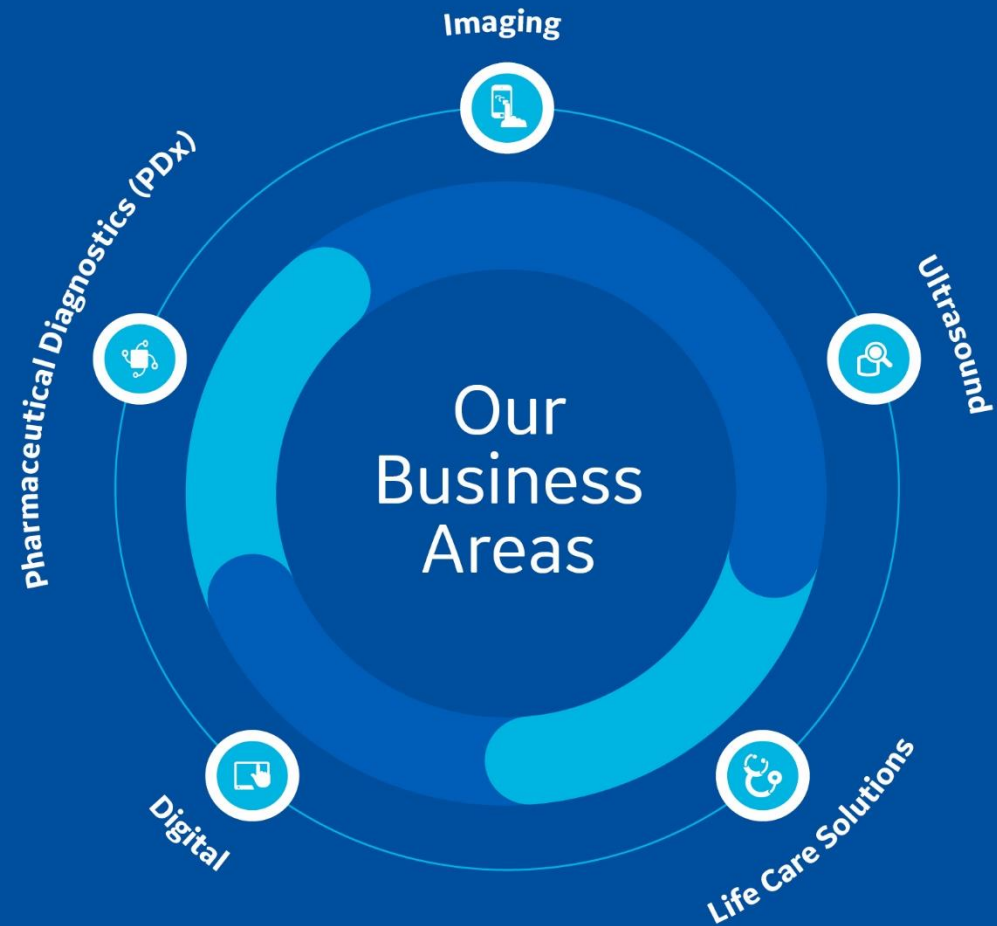 Imaging
Ultrasound
Life Care Solutions
Digital
Pharmaceutical Diagnostics (PDx)
Our
Business
Areas